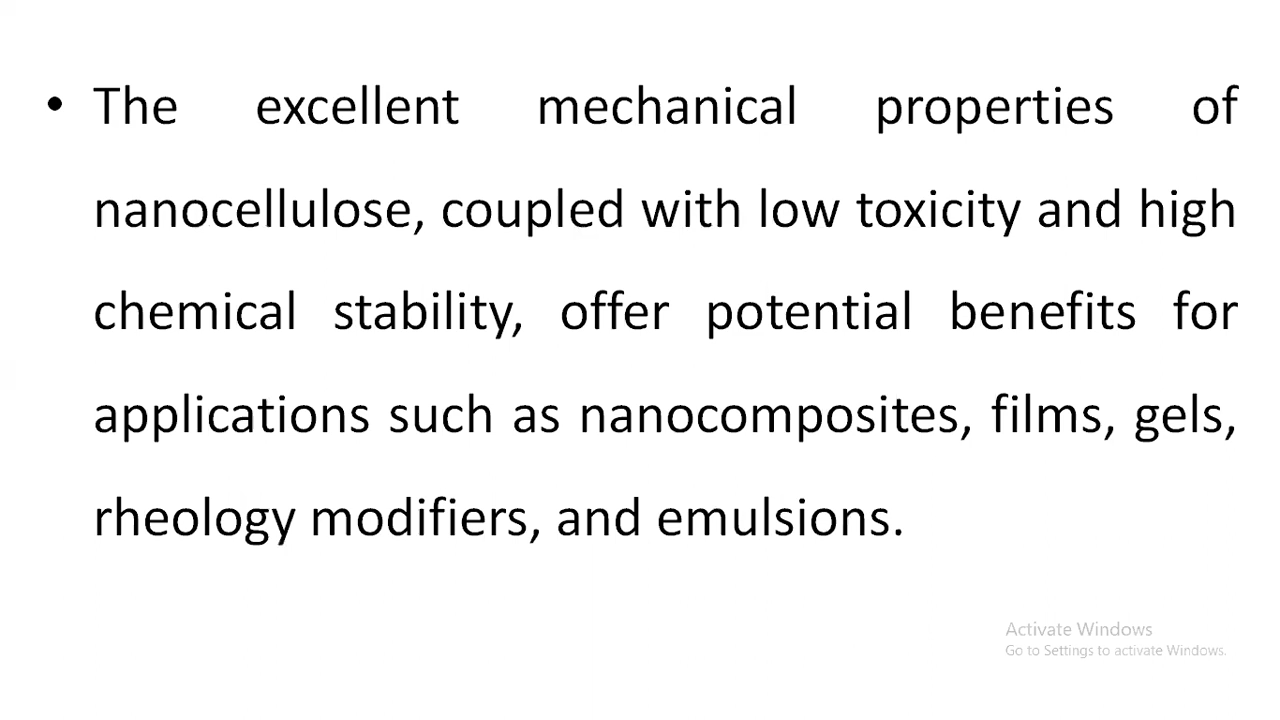 • The excellent mechanical properties of
nanocellulose, coupled with low toxicity and high
chemical stability, offer potential benefits for
applications such as nanocomposites, films, gels,
rheology modifiers, and emulsions.
Activate Windows
Go to Settings to activate Windows.